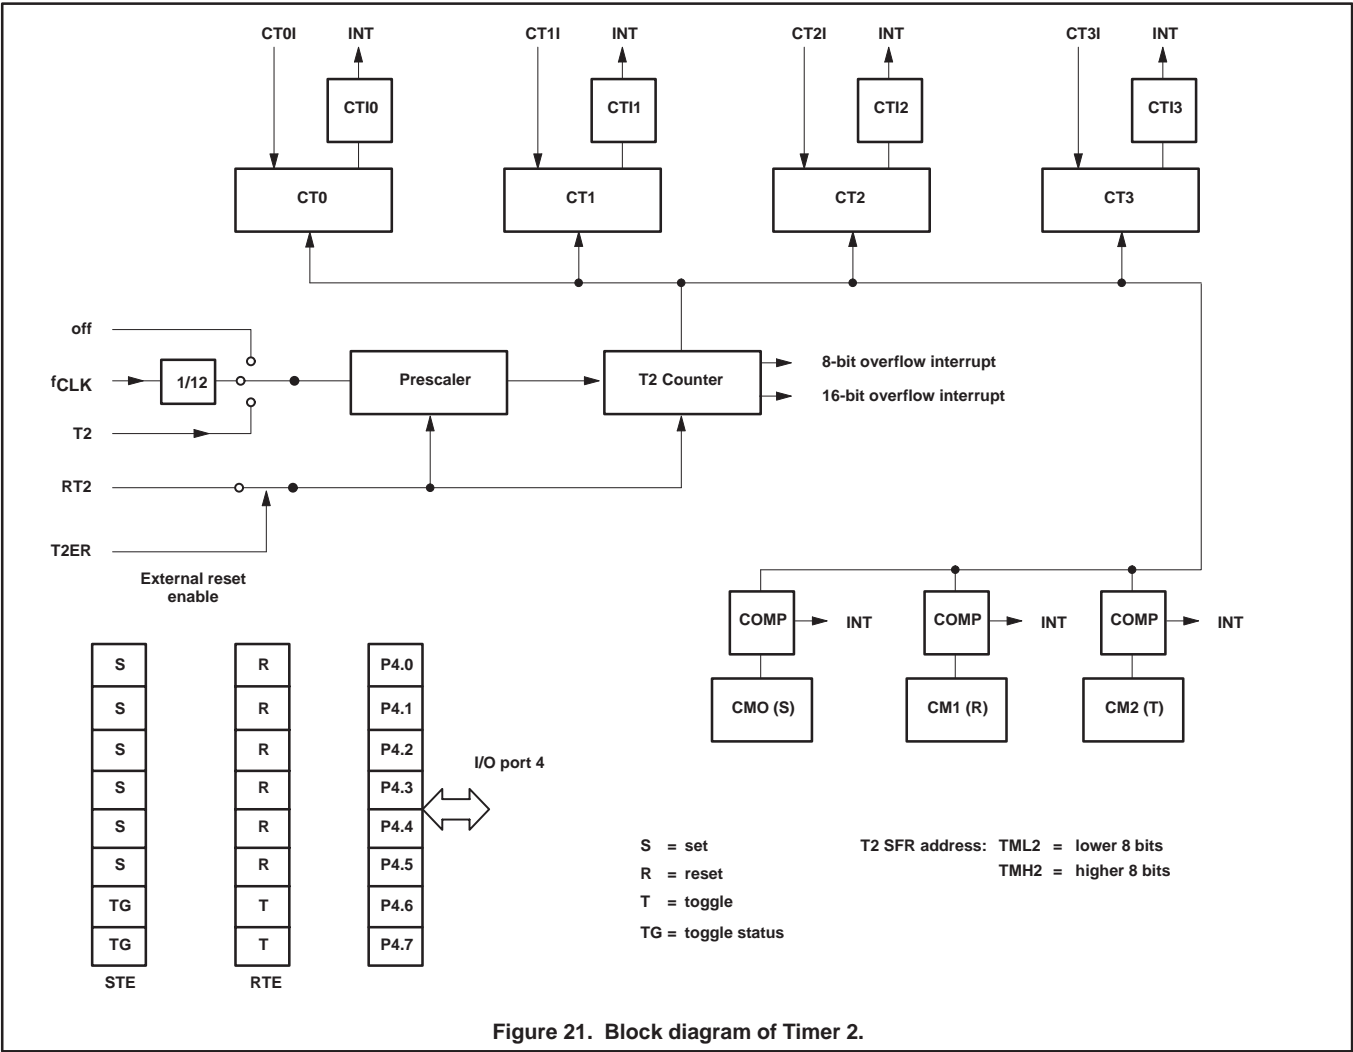 CT0I INT CT1I INT CT2I INT CT3I INT
CTI0 CTI1 CTI2 CTI3
CT0 CT1 CT2 CT3
off
fCLK 1/12 Prescaler T2 Counter 8-bit overflow interrupt
16-bit overflow interrupt
T2
RT2
T2ER
External reset
enable
COMP INT COMP INT COMP INT
CMO (S) CM1 (R) CM2 (T)
S R P4.0
S R P4.1
S R P4.2
I/O port 4
S R P4.3
S R P4.4
S R P4.5
TG T P4.6
TG T P4.7
STE RTE
S = set
R = reset
T = toggle
TG = toggle status
T2 SFR address: TML2 = lower 8 bits
TMH2 = higher 8 bits
Figure 21. Block diagram of Timer 2.